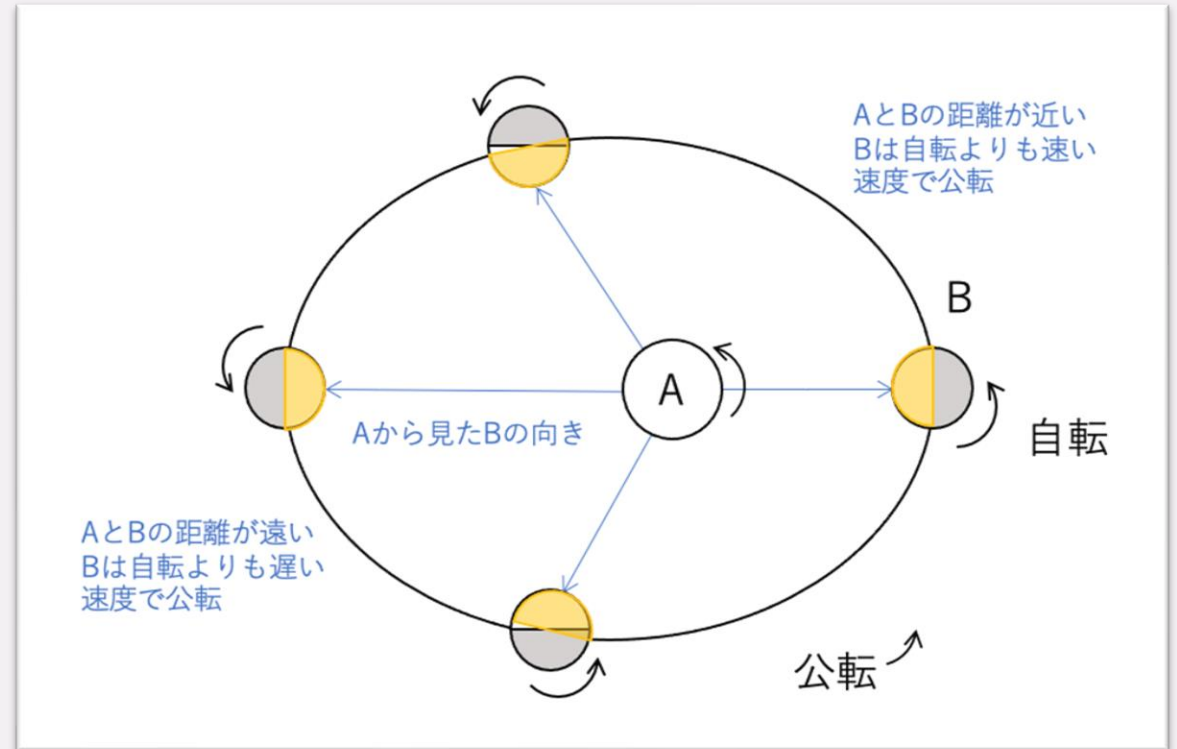 AとBの距離が近い
Bは自転よりも速い
速度で公転
B
A
自転
Aから見たBの向き
AとBの距離が遠い
Bは自転よりも遅い
速度で公転
公転